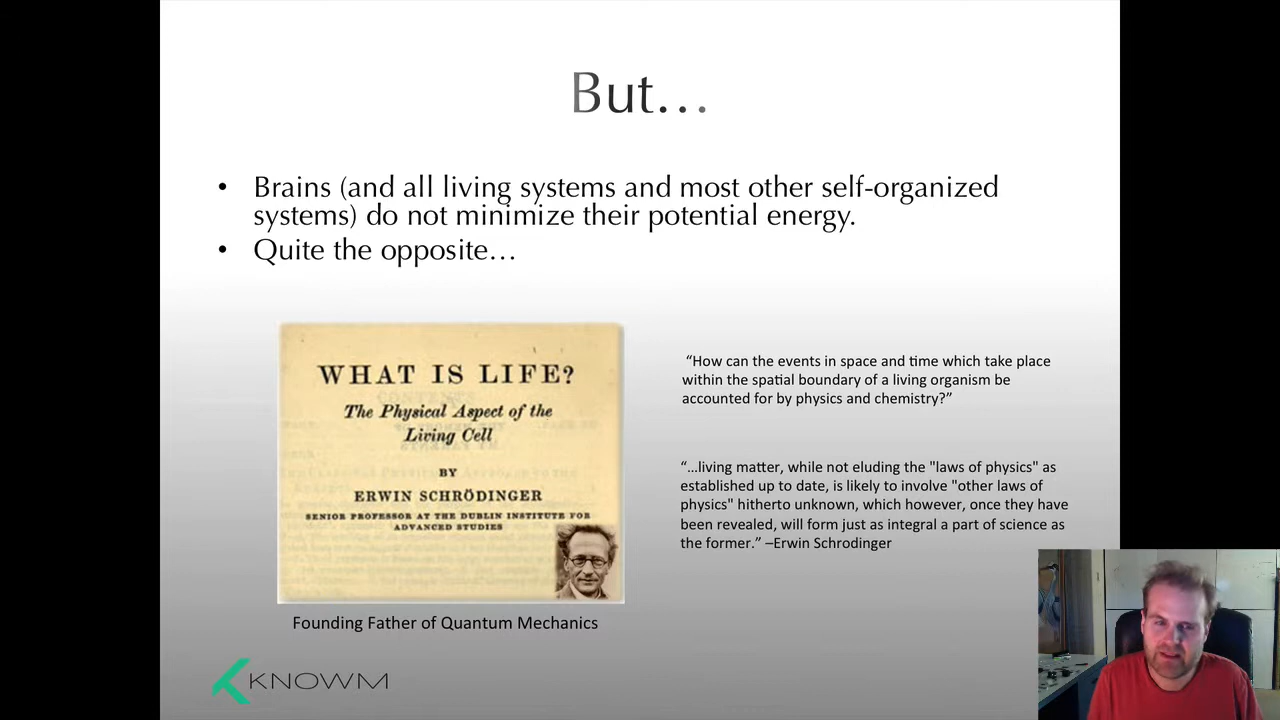 But…
• Brains (and all living systems and most other self-organized
systems) do not minimize their potential energy.
• Quite the opposite…
WHAT IS LIFE?
The Physical Aspect of the
Living Cell
BY
ERWIN SCHRÖDINGER
SENIOR PROFESSOR AT THE DUBLIN INSTITUTE FOR
ADVANCED STUDIES
Founding Father of Quantum Mechanics
“How can the events in space and time which take place
within the spatial boundary of a living organism be
accounted for by physics and chemistry?”
“…living matter, while not eluding the "laws of physics" as
established up to date, is likely to involve "other laws of
physics" hitherto unknown, which however, once they have
been revealed, will form just as integral a part of science as
the former.” –Erwin Schrodinger
KNOWM